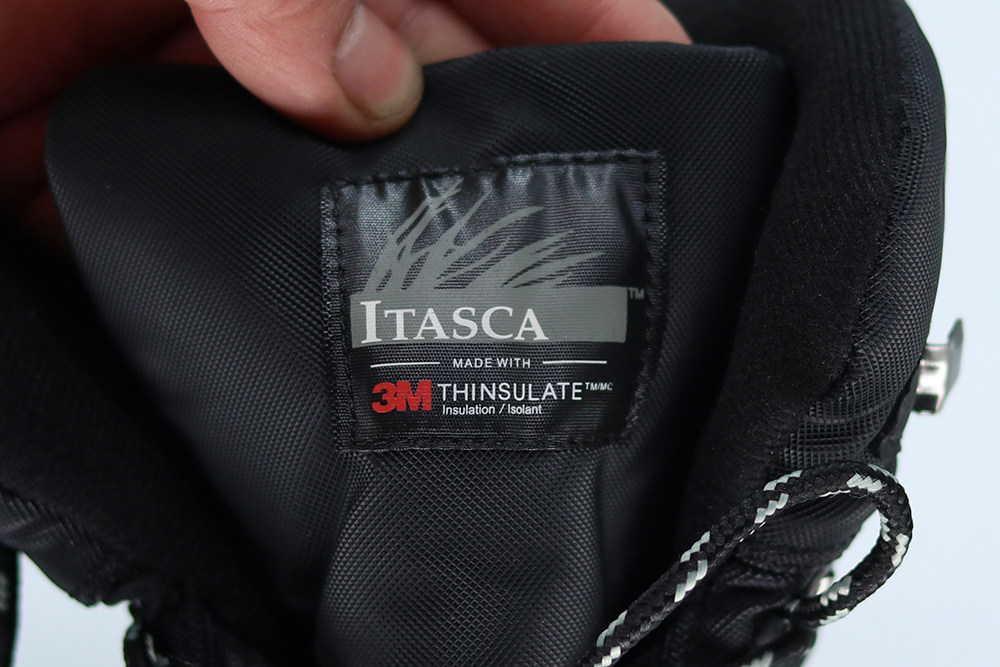 ITASCA™
MADE WITH
3M THINSULATE™/MC
Insulation / Isolant